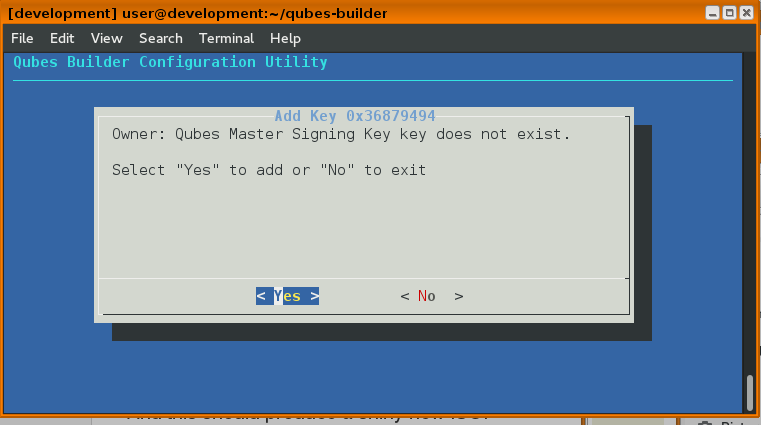 [development] user@development:~/qubes-builder
File Edit View Search Terminal Help
Qubes Builder Configuration Utility
Add Key 0x36879494
Owner: Qubes Master Signing Key key does not exist.
Select "Yes" to add or "No" to exit
< Yes > < No >